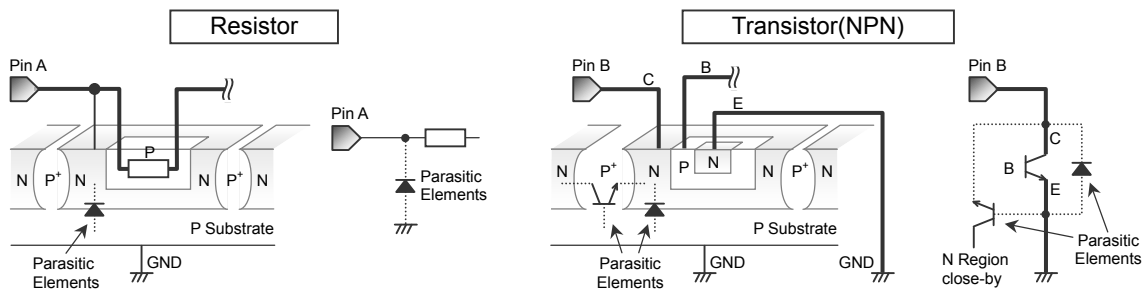 Resistor
Transistor(NPN)
Pin A
P
N
P+
N
N
P+
N
P Substrate
Parasitic
Elements
GND
Pin A
Parasitic
Elements
Pin B
C
B
E
N
P+
N
P
N
N
P+
N
P Substrate
Parasitic
Elements
GND
GND
Pin B
C
B
E
Parasitic
Elements
N Region
close-by